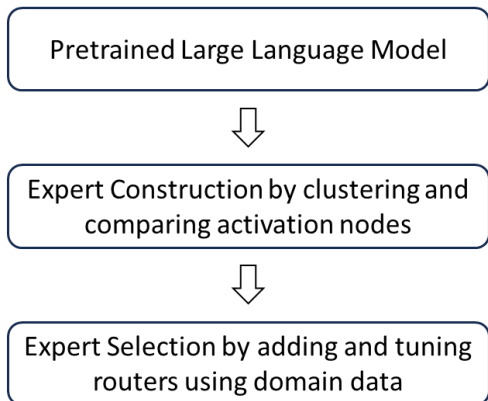 Pretrained Large Language Model
Expert Construction by clustering and
comparing activation nodes
Expert Selection by adding and tuning
routers using domain data